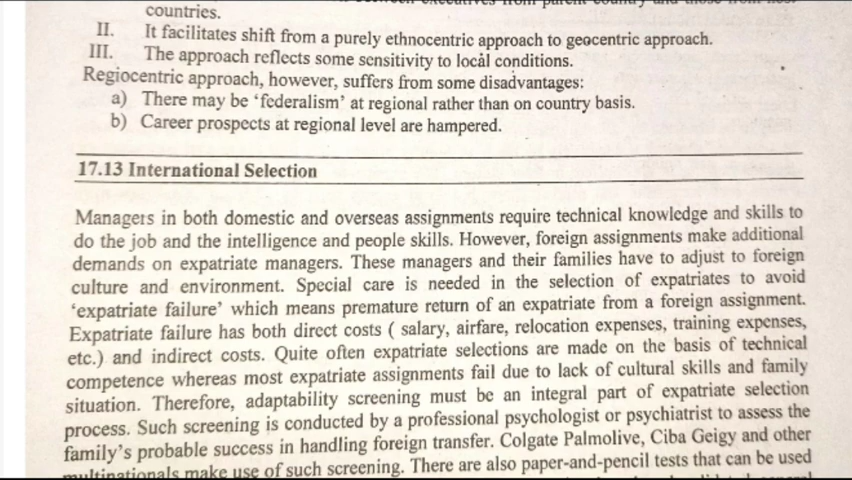 countries.
II. It facilitates shift from a purely ethnocentric approach to geocentric approach.
III. The approach reflects some sensitivity to local conditions.
Regiocentric approach, however, suffers from some disadvantages:
a) There may be 'federalism' at regional rather than on country basis.
b) Career prospects at regional level are hampered.
17.13 International Selection
Managers in both domestic and overseas assignments require technical knowledge and skills to
do the job and the intelligence and people skills. However, foreign assignments make additional
demands on expatriate managers. These managers and their families have to adjust to foreign
culture and environment. Special care is needed in the selection of expatriates to avoid
'expatriate failure' which means premature return of an expatriate from a foreign assignment.
Expatriate failure has both direct costs ( salary, airfare, relocation expenses, training expenses,
etc.) and indirect costs. Quite often expatriate selections are made on the basis of technical
competence whereas most expatriate assignments fail due to lack of cultural skills and family
situation. Therefore, adaptability screening must be an integral part of expatriate selection
process. Such screening is conducted by a professional psychologist or psychiatrist to assess the
family's probable success in handling foreign transfer. Colgate Palmolive, Ciba Geigy and other
multinationals make use of such screening. There are also paper-and-pencil tests that can be used